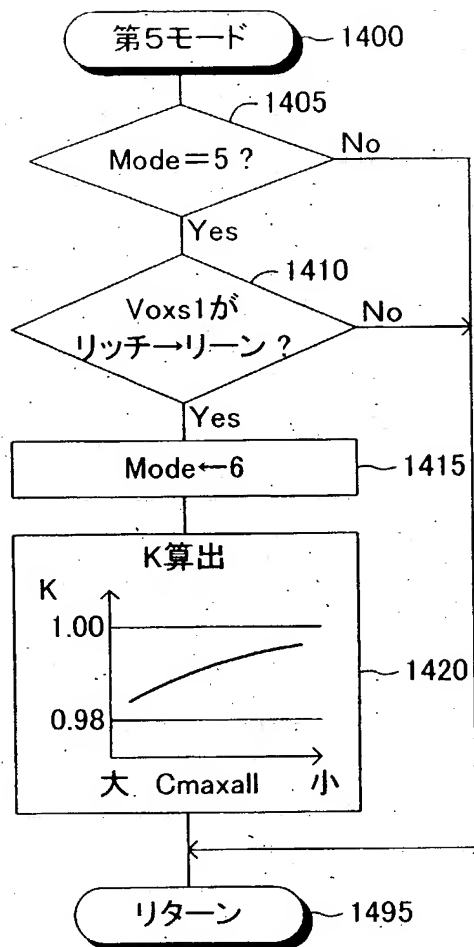 第5モード
1400
1405
Mode＝5？
No
Yes
1410
Voxs1が
リッチ→リーン？
No
Yes
Mode←6
1415
K算出
K
1.00
0.98
大 Cmaxall 小
1420
リターン
1495